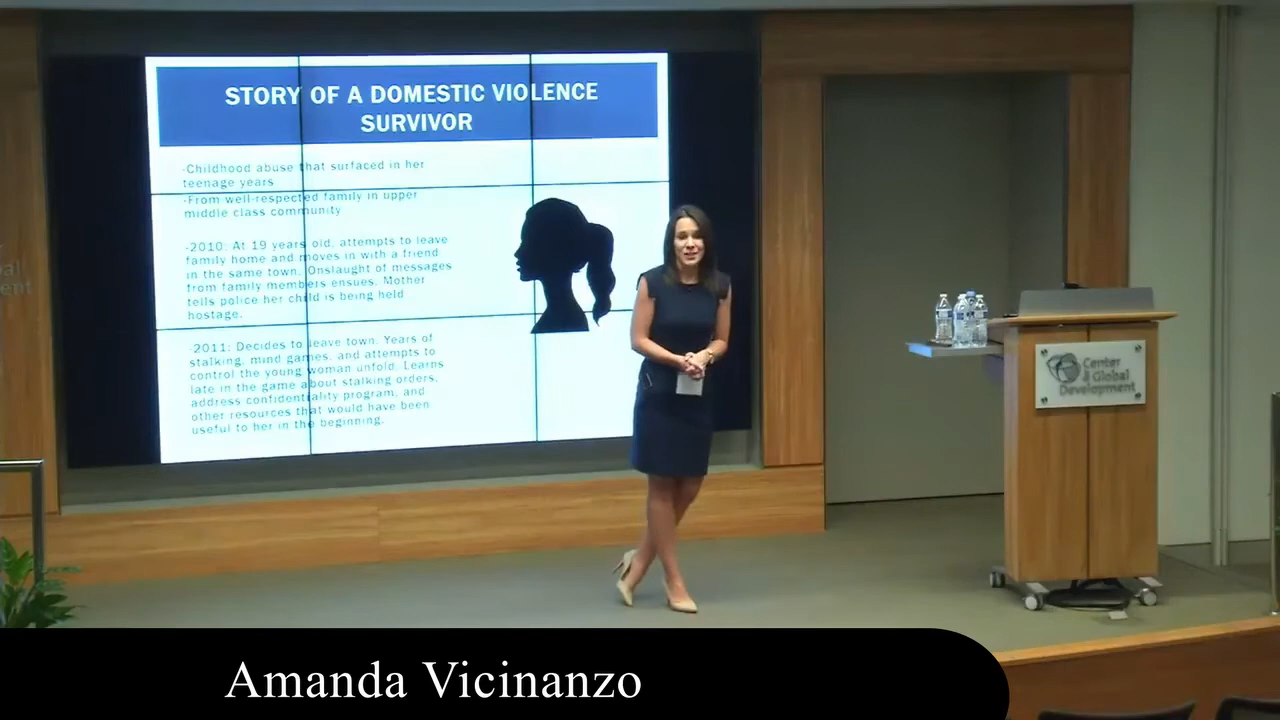 STORY OF A DOMESTIC VIOLENCE
SURVIVOR
-Childhood abuse that surfaced in her
teenage years
-From well-respected family in upper
middle class community
-2010: At 19 years old, attempts to leave
family home and moves in with a friend
in the same town. Onslaught of messages
from family members ensues. Mother
tells police her child is being held
hostage.
-2011: Decides to leave town. Years of
stalking, mind games, and attempts to
control the young woman unfold. Learns
late in the game about stalking orders,
address confidentiality program, and
other resources that would have been
useful to her in the beginning.
Center
& Global
Development
Amanda Vicinanzo